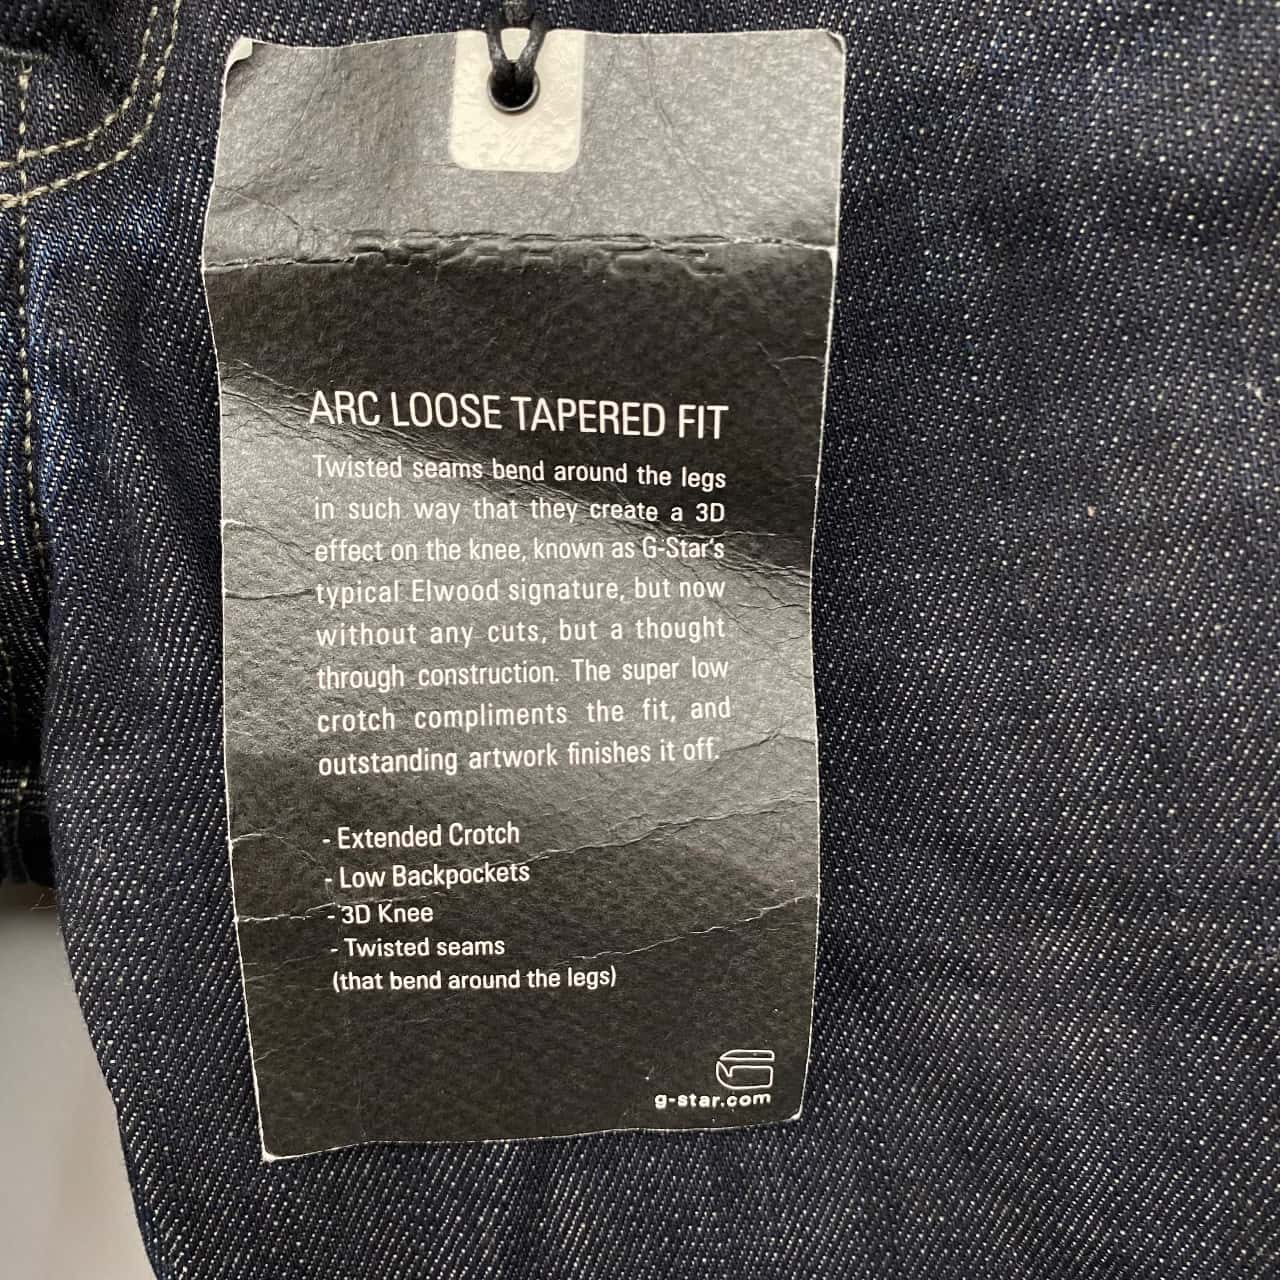 ARC LOOSE TAPERED FIT
Twisted seams bend around the legs
in such way that they create a 3D
effect on the knee, known as G-Star's
typical Elwood signature, but now
without any cuts, but a thought
through construction. The super low
crotch compliments the fit, and
outstanding artwork finishes it off.
- Extended Crotch
- Low Backpockets
- 3D Knee
- Twisted seams
(that bend around the legs)
g-star.com